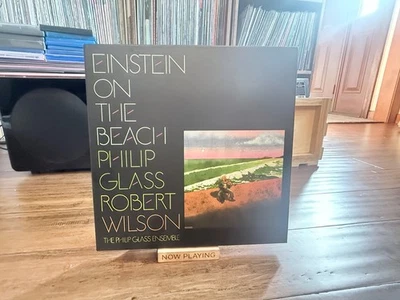 EINSTEIN
ON
THE
BEACH
PHILIP
GLASS
ROBERT
WILSON
THE PHILIP GLASS ENSEMBLE
NOW PLAYING